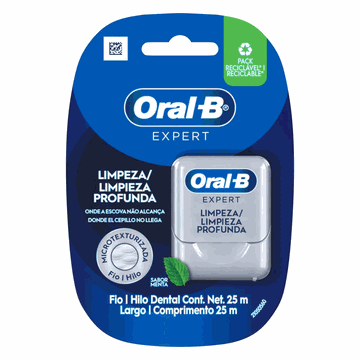 PACK
RECICLÁVEL |
RECICLABLE
Oral-B®
EXPERT
LIMPEZA/
LIMPIEZA
PROFUNDA
ONDE A ESCOVA NÃO ALCANÇA
DONDE EL CEPILLO NO LLEGA
MICROTEXTURIZADA
Fio | Hilo
SABOR
MENTA
Oral-B
EXPERT
LIMPEZA/
LIMPIEZA
PROFUNDA
Fio | Hilo Dental Cont. Net. 25 m
Largo | Comprimento 25 m